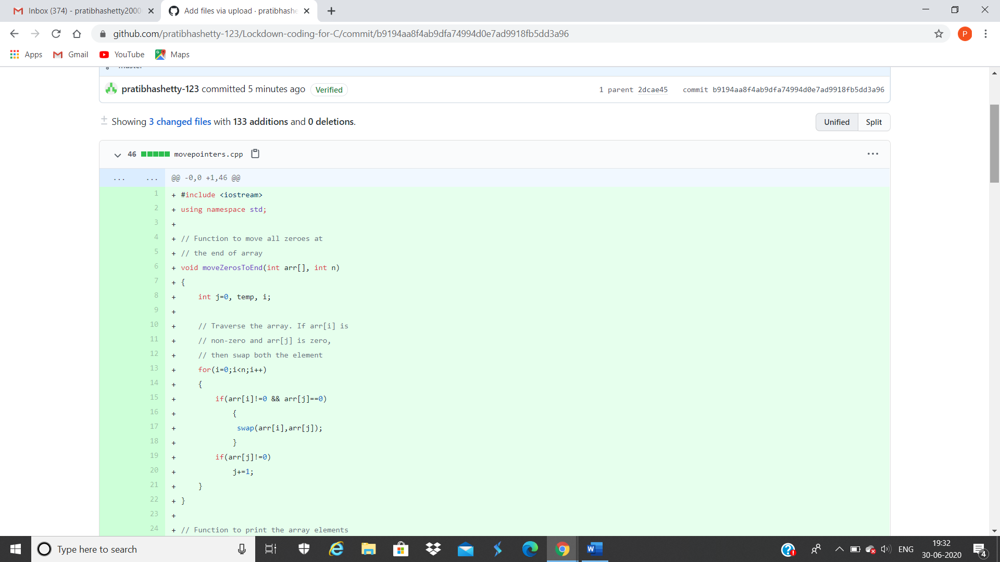 Inbox (374) - pratibhashetty2000
Add files via upload · pratibhashe
github.com/pratibhashetty-123/Lockdown-coding-for-C/commit/b9194aa8f4ab9dfa74994d0e7ad9918fb5dd3a96
P
Apps Gmail YouTube Maps
master
pratibhashetty-123 committed 5 minutes ago Verified 1 parent 2dcae45 commit b9194aa8f4ab9dfa74994d0e7ad9918fb5dd3a96
Showing 3 changed files with 133 additions and 0 deletions. Unified Split
46 movepointers.cpp
... ... @@ -0,0 +1,46 @@
1 + #include <iostream>
2 + using namespace std;
3 +
4 + // Function to move all zeroes at
5 + // the end of array
6 + void moveZerosToEnd(int arr[], int n)
7 + {
8 + int j=0, temp, i;
9 +
10 + // Traverse the array. If arr[i] is
11 + // non-zero and arr[j] is zero,
12 + // then swap both the element
13 + for(i=0;i<n;i++)
14 + {
15 + if(arr[i]!=0 && arr[j]==0)
16 + {
17 + swap(arr[i],arr[j]);
18 + }
19 + if(arr[j]!=0)
20 + j+=1;
21 + }
22 + }
23 +
24 + // Function to print the array elements
Type here to search
ENG
19:32
30-06-2020
4